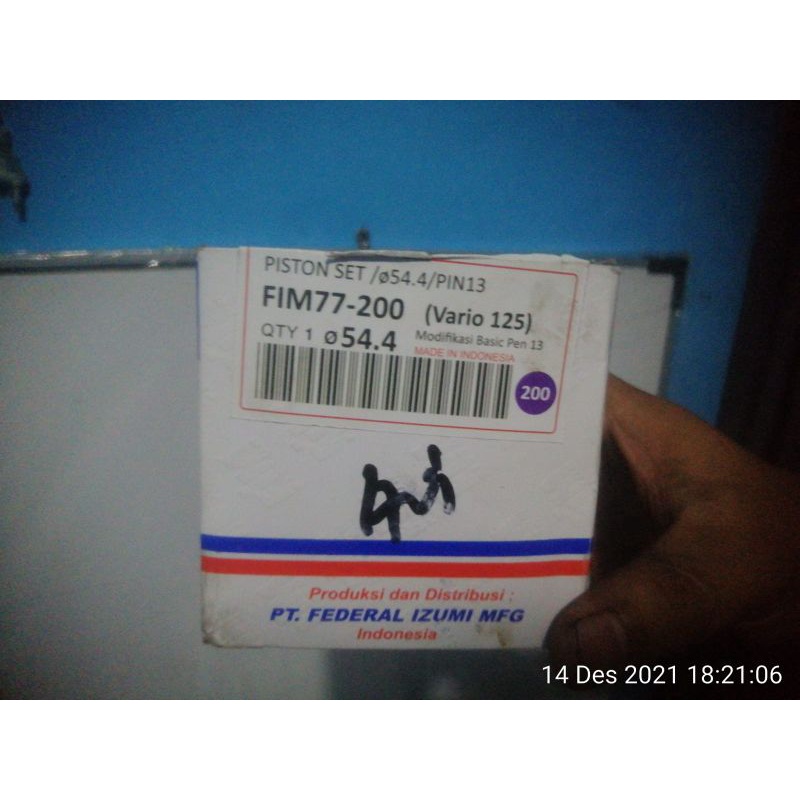 PISTON SET /ø54.4/PIN13
FIM77-200 (Vario 125)
QTY 1 ø54.4 Modifikasi Basic Pen 13
MADE IN INDONESIA
200
Produksi dan Distribusi :
PT. FEDERAL IZUMI MFG
Indonesia
14 Des 2021 18:21:06